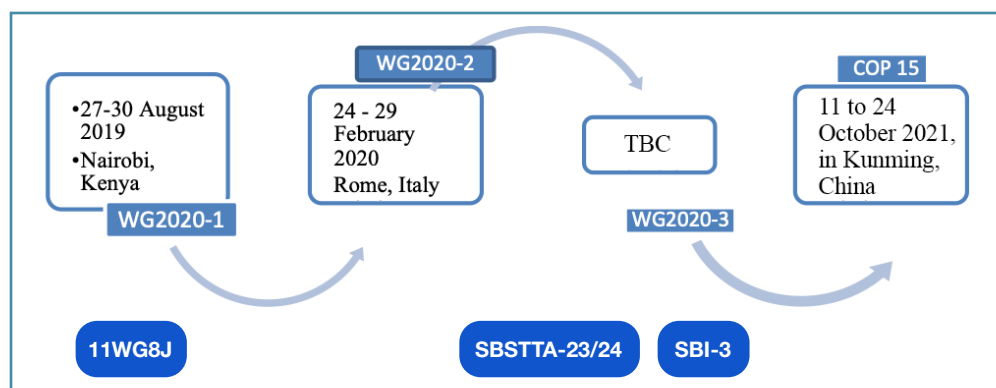 •27-30 August
2019
•Nairobi,
Kenya
WG2020-1
WG2020-2
24 - 29
February
2020
Rome, Italy
TBC
WG2020-3
COP 15
11 to 24
October 2021,
in Kunming,
China
11WG8J
SBSTTA-23/24
SBI-3